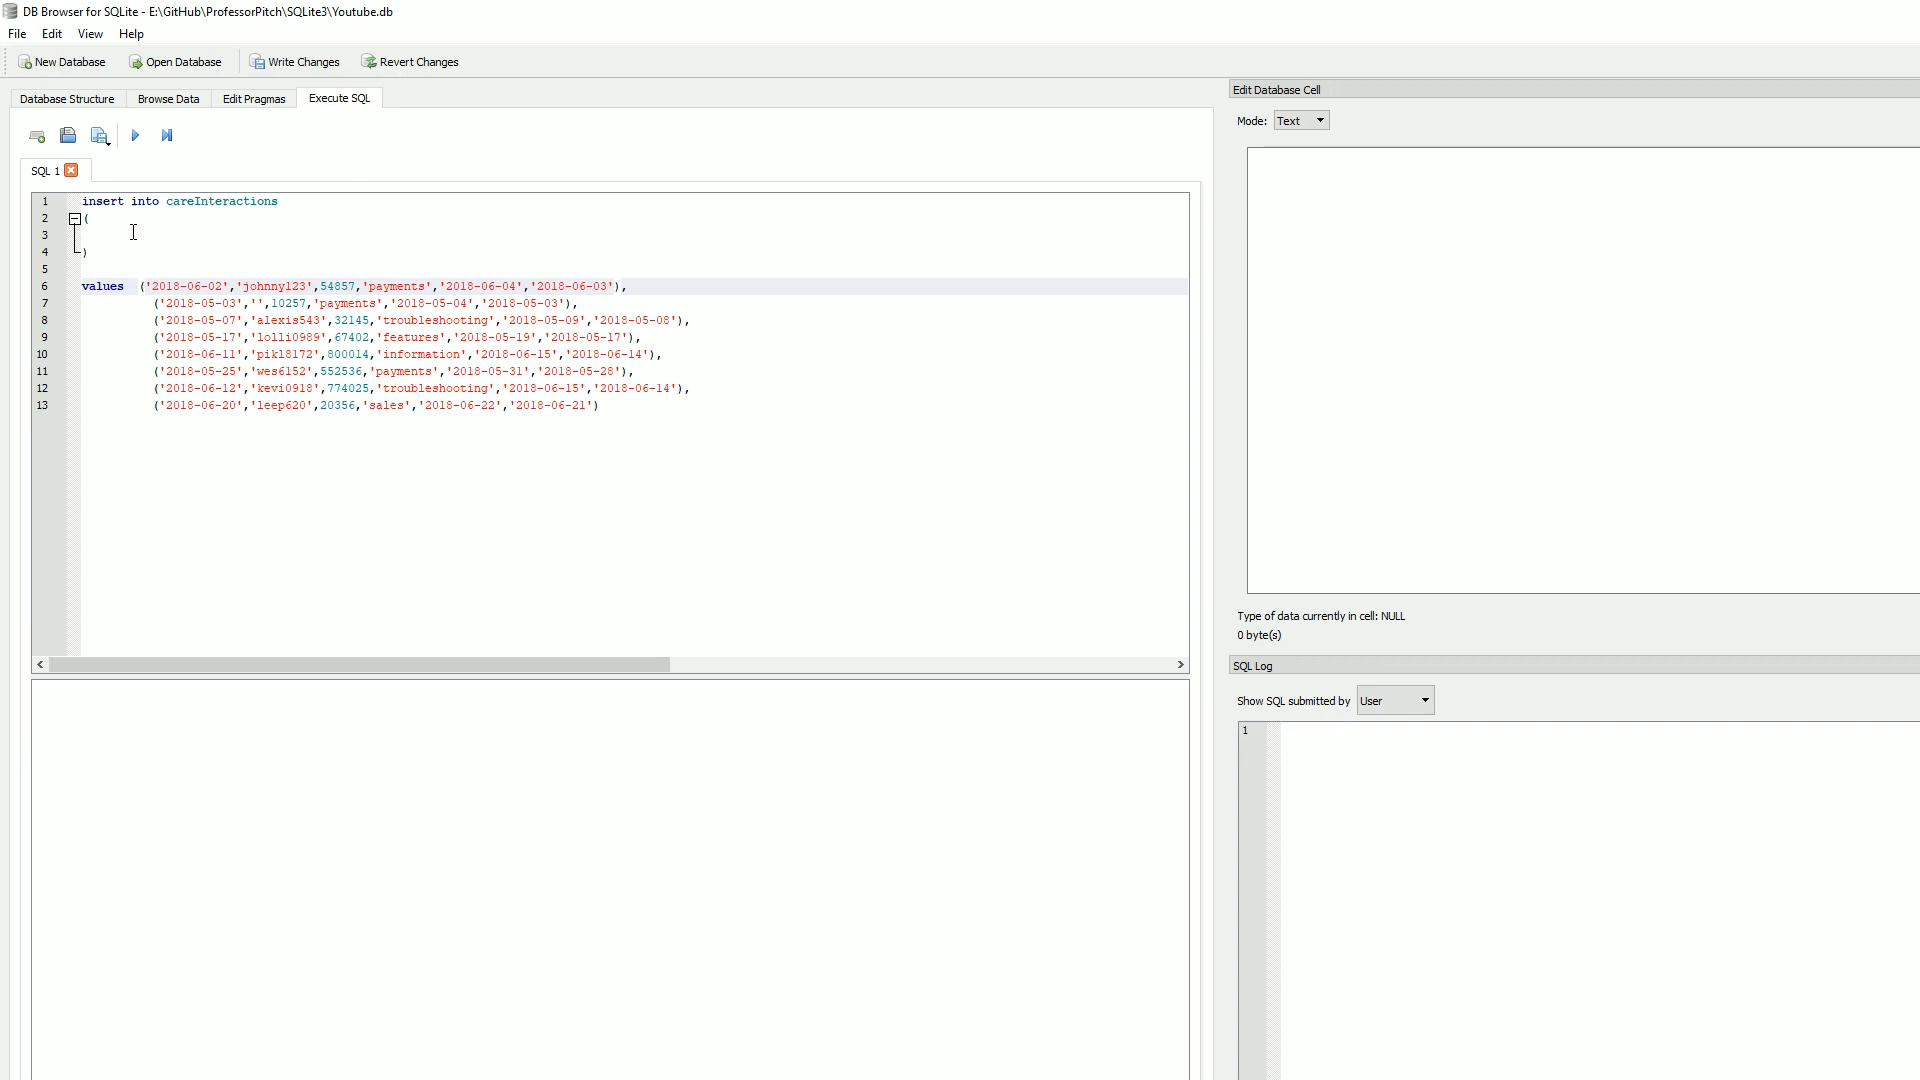 DB Browser for SQLite - E:\GitHub\ProfessorPitch\SQLite3\Youtube.db
File Edit View Help
New Database Open Database Write Changes Revert Changes
Database Structure Browse Data Edit Pragmas Execute SQL
SQL 1
1 insert into careInteractions
2 (
3
4 )
5
6 values ('2018-06-02','johnny123',54857,'payments','2018-06-04','2018-06-03'),
7 ('2018-05-03','',10257,'payments','2018-05-04','2018-05-03'),
8 ('2018-05-07','alexis543',32145,'troubleshooting','2018-05-09','2018-05-08'),
9 ('2018-05-17','lolli0989',67402,'features','2018-05-19','2018-05-17'),
10 ('2018-06-11','pikl8172',800014,'information','2018-06-15','2018-06-14'),
11 ('2018-05-25','wes6152',552536,'payments','2018-05-31','2018-05-28'),
12 ('2018-06-12','kevi0918',774025,'troubleshooting','2018-06-15','2018-06-14'),
13 ('2018-06-20','leep620',20356,'sales','2018-06-22','2018-06-21')
Edit Database Cell
Mode: Text
Type of data currently in cell: NULL
0 byte(s)
SQL Log
Show SQL submitted by User
1